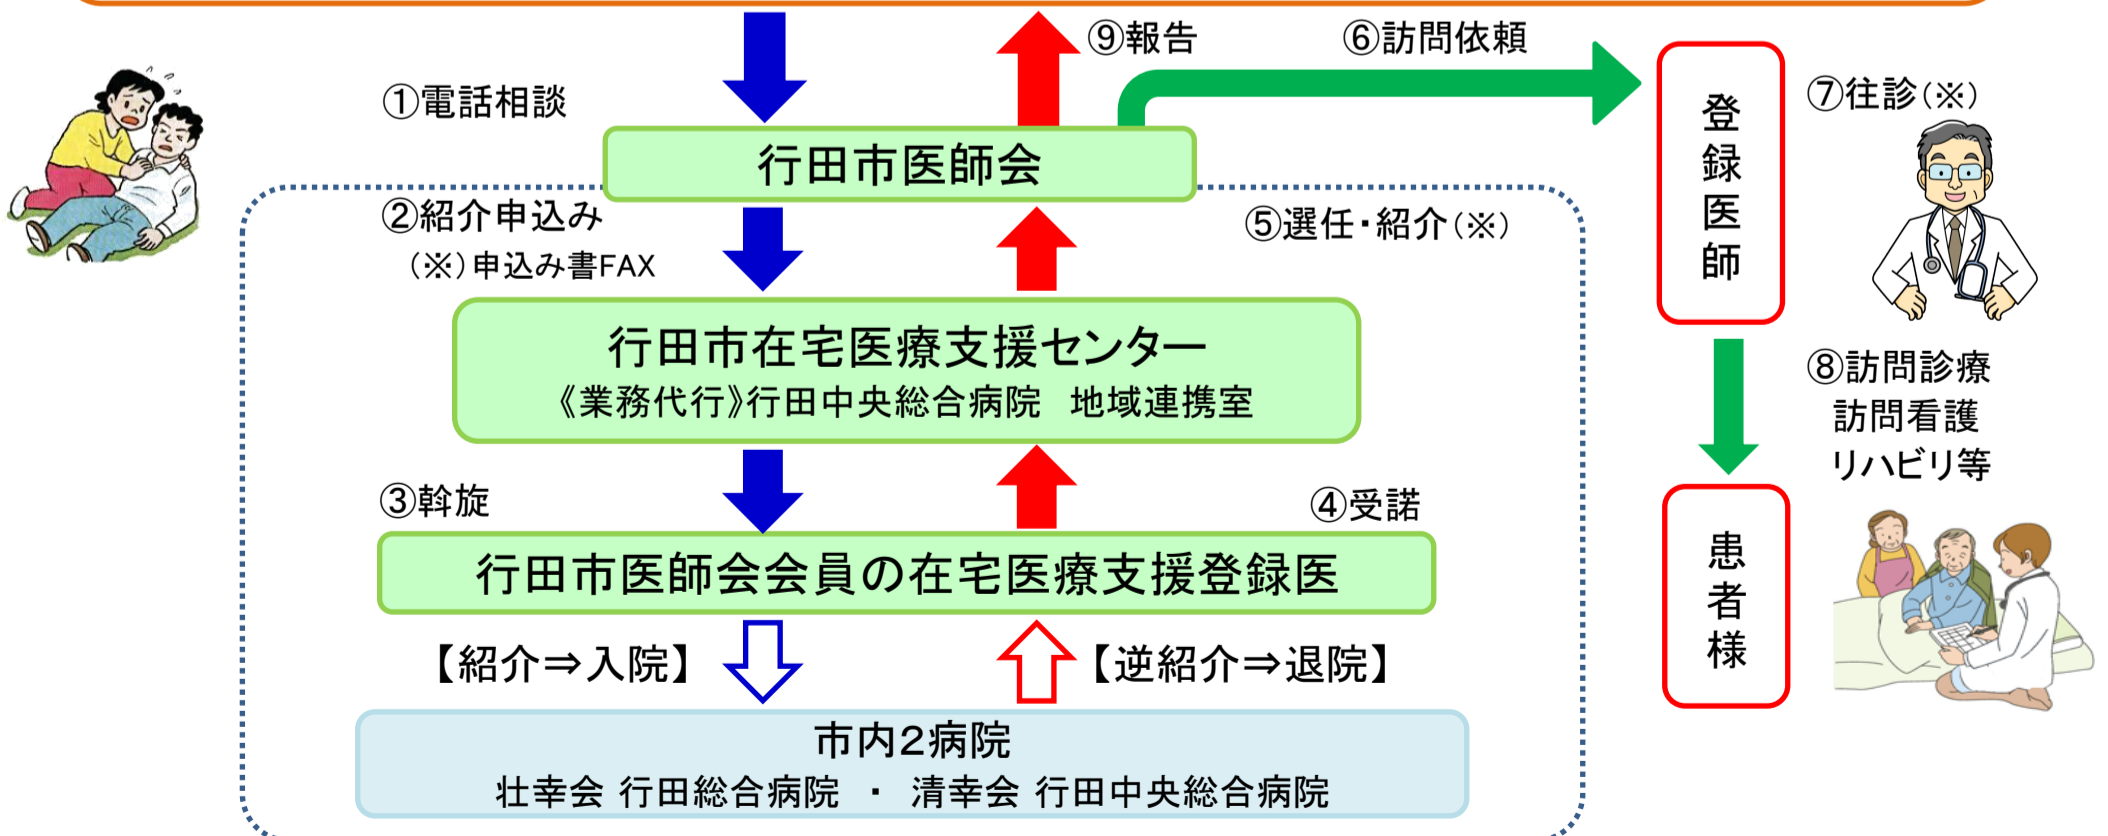 ⑨報告
⑥訪問依頼
①電話相談
行田市医師会
登録医師
⑦往診(※)
②紹介申込み
(※)申込み書FAX
⑤選任・紹介(※)
行田市在宅医療支援センター
《業務代行》行田中央総合病院　地域連携室
⑧訪問診療
訪問看護
リハビリ等
③斡旋
④受諾
行田市医師会会員の在宅医療支援登録医
患者様
【紹介⇒入院】
【逆紹介⇒退院】
市内２病院
壮幸会 行田総合病院　・　清幸会 行田中央総合病院